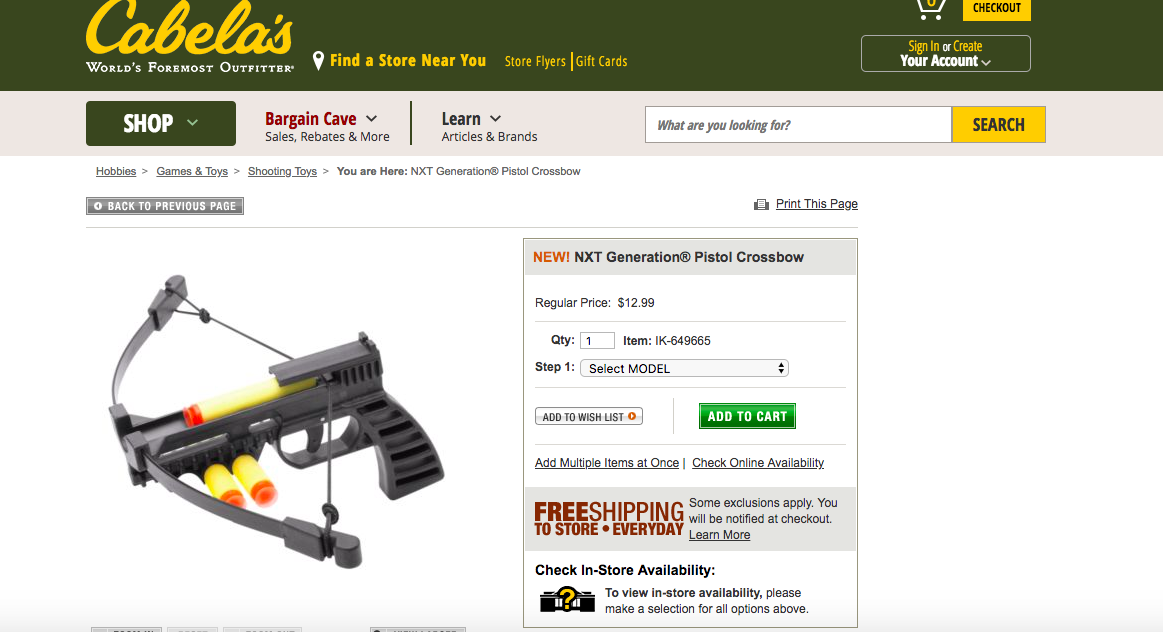 Cabela's
WORLD'S FOREMOST OUTFITTER®
Find a Store Near You
Store Flyers | Gift Cards
0
CHECKOUT
Sign In or Create
Your Account
SHOP
Bargain Cave
Sales, Rebates & More
Learn
Articles & Brands
What are you looking for?
SEARCH
Hobbies > Games & Toys > Shooting Toys > You are Here: NXT Generation® Pistol Crossbow
BACK TO PREVIOUS PAGE
Print This Page
NEW! NXT Generation® Pistol Crossbow
Regular Price: $12.99
Qty: 1 Item: IK-649665
Step 1: Select MODEL
ADD TO WISH LIST
ADD TO CART
Add Multiple Items at Once | Check Online Availability
FREE SHIPPING
TO STORE • EVERYDAY
Some exclusions apply. You
will be notified at checkout.
Learn More
Check In-Store Availability:
?
To view in-store availability, please
make a selection for all options above.